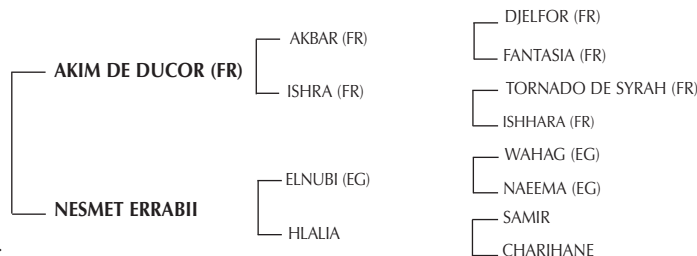 DJELFOR (FR)
AKBAR (FR)
FANTASIA (FR)
AKIM DE DUCOR (FR)
TORNADO DE SYRAH (FR)
ISHRA (FR)
ISHHARA (FR)
WAHAG (EG)
ELNUBI (EG)
NAEEMA (EG)
NESMET ERRABII
SAMIR
HLALIA
CHARIHANE